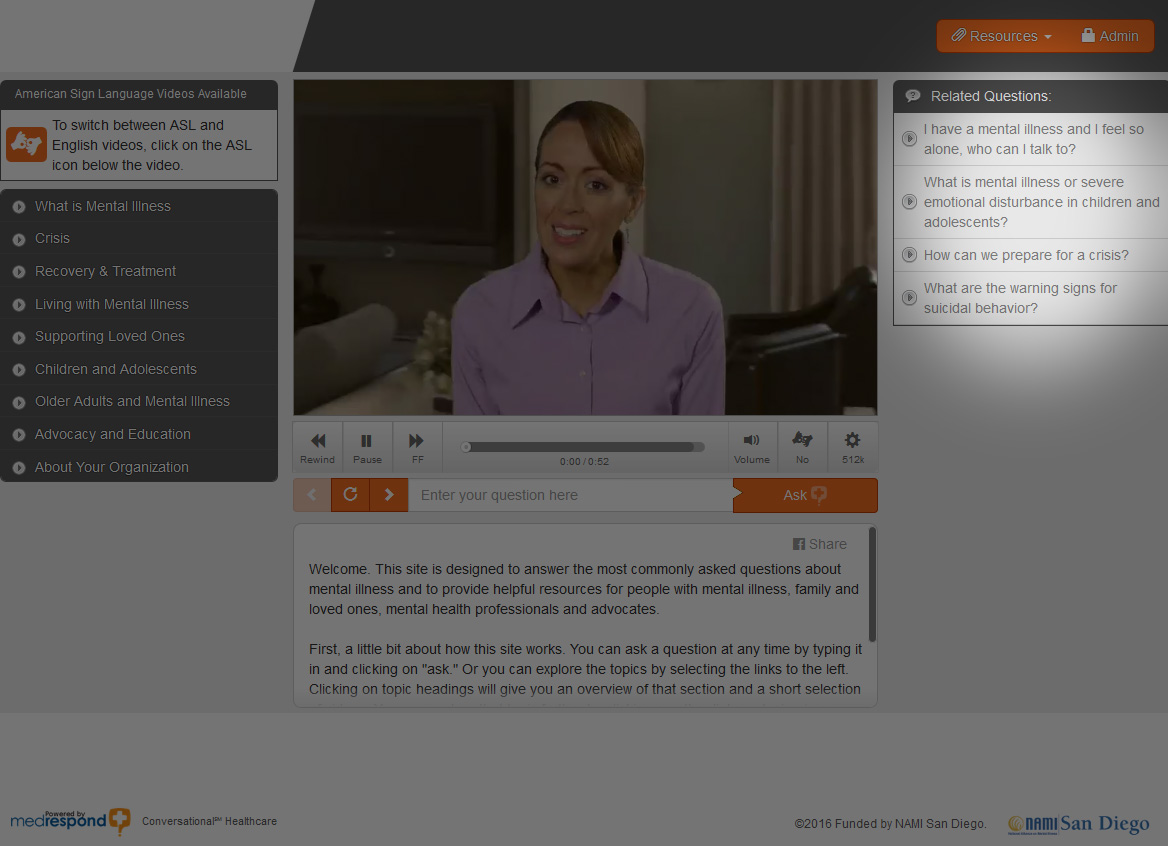 Resources
Admin
American Sign Language Videos Available
To switch between ASL and
English videos, click on the ASL
icon below the video.
What is Mental Illness
Crisis
Recovery & Treatment
Living with Mental Illness
Supporting Loved Ones
Children and Adolescents
Older Adults and Mental Illness
Advocacy and Education
About Your Organization
Rewind
Pause
FF
0:00 / 0:52
Volume
No
512k
Enter your question here
Ask
Share
Welcome. This site is designed to answer the most commonly asked questions about
mental illness and to provide helpful resources for people with mental illness, family and
loved ones, mental health professionals and advocates.
First, a little bit about how this site works. You can ask a question at any time by typing it
in and clicking on "ask." Or you can explore the topics by selecting the links to the left.
Clicking on topic headings will give you an overview of that section and a short selection
Related Questions:
I have a mental illness and I feel so
alone, who can I talk to?
What is mental illness or severe
emotional disturbance in children and
adolescents?
How can we prepare for a crisis?
What are the warning signs for
suicidal behavior?
Powered by
medrespond
Conversational℠ Healthcare
©2016 Funded by NAMI San Diego.
NAMI San Diego